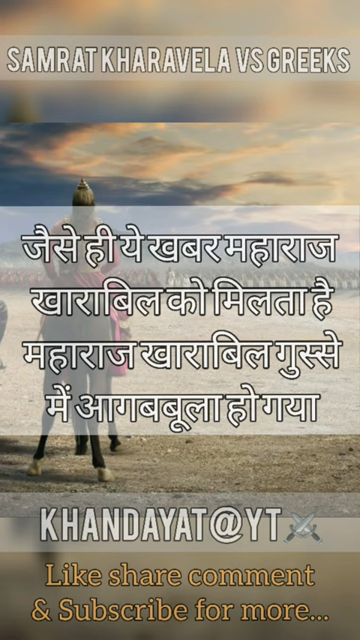 SAMRAT KHARAVELA VS GREEKS
जैसे ही ये खबर महाराज
खाराबिल को मिलता है
महाराज खाराबिल गुस्से
में आगबबूला हो गया
KHANDAYAT@YT⚔️
Like share comment
& Subscribe for more...